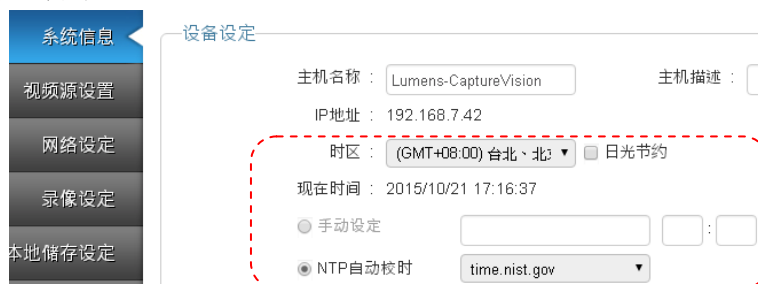 系统信息
设备设定
视频源设置
主机名称 : Lumens-CaptureVision 主机描述 :
IP地址 : 192.168.7.42
网络设定
时区 : (GMT+08:00) 台北、北 日光节约
录像设定
现在时间 : 2015/10/21 17:16:37
手动设定 :
本地储存设定
NTP自动校时 time.nist.gov